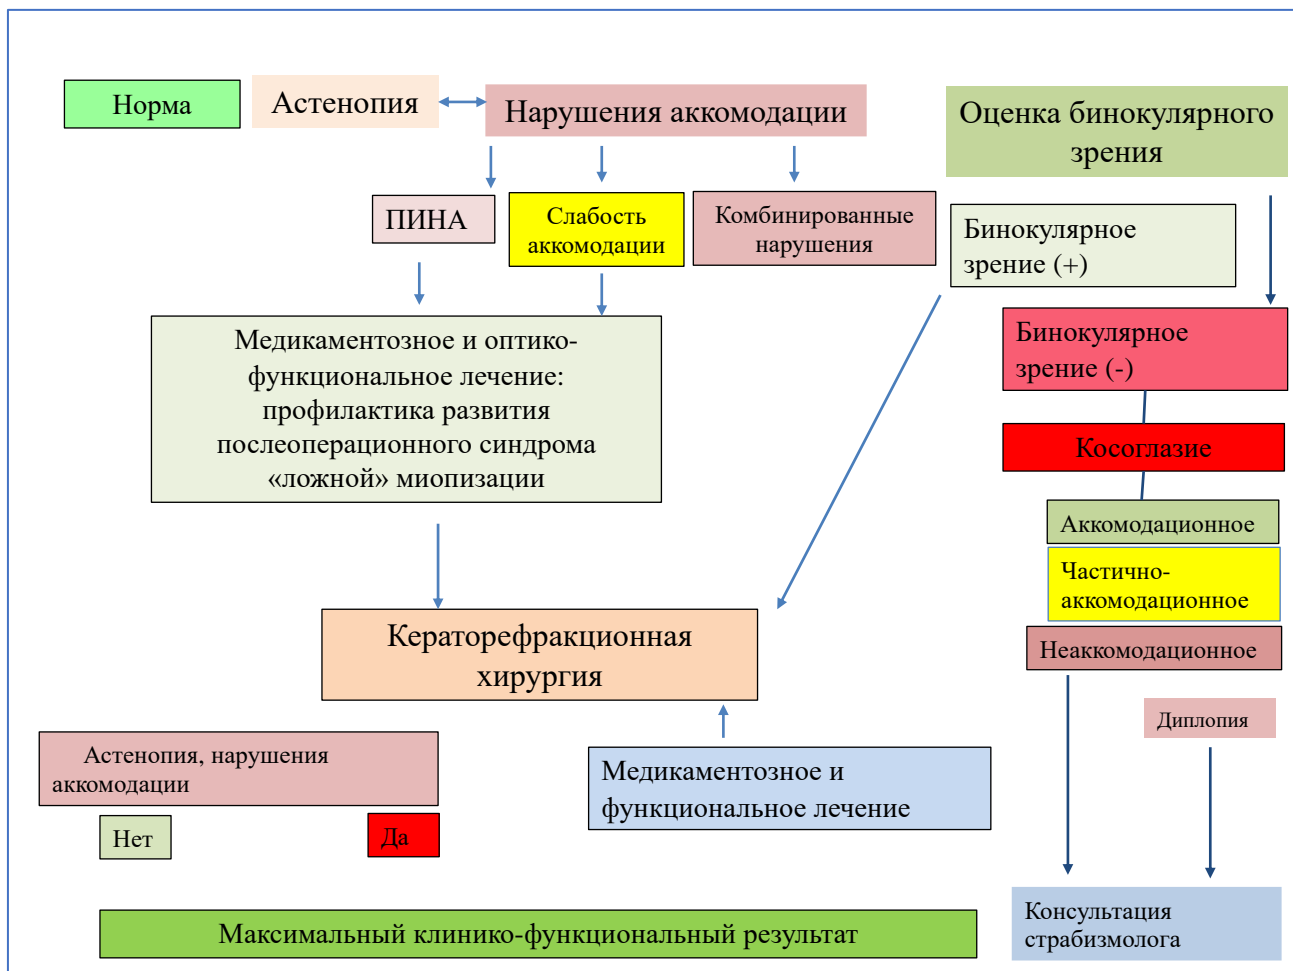 Норма
Астенопия
Нарушения аккомодации
Оценка бинокулярного
зрения
ПИНА
Слабость
аккомодации
Комбинированные
нарушения
Бинокулярное
зрение (+)
Медикаментозное и оптико-
функциональное лечение:
профилактика развития
послеоперационного синдрома
«ложной» миопизации
Бинокулярное
зрение (-)
Косоглазие
Аккомодационное
Частично-
аккомодационное
Неаккомодационное
Кераторефракционная
хирургия
Диплопия
Астенопия, нарушения
аккомодации
Нет
Да
Медикаментозное и
функциональное лечение
Консультация
страбизмолога
Максимальный клинико-функциональный результат